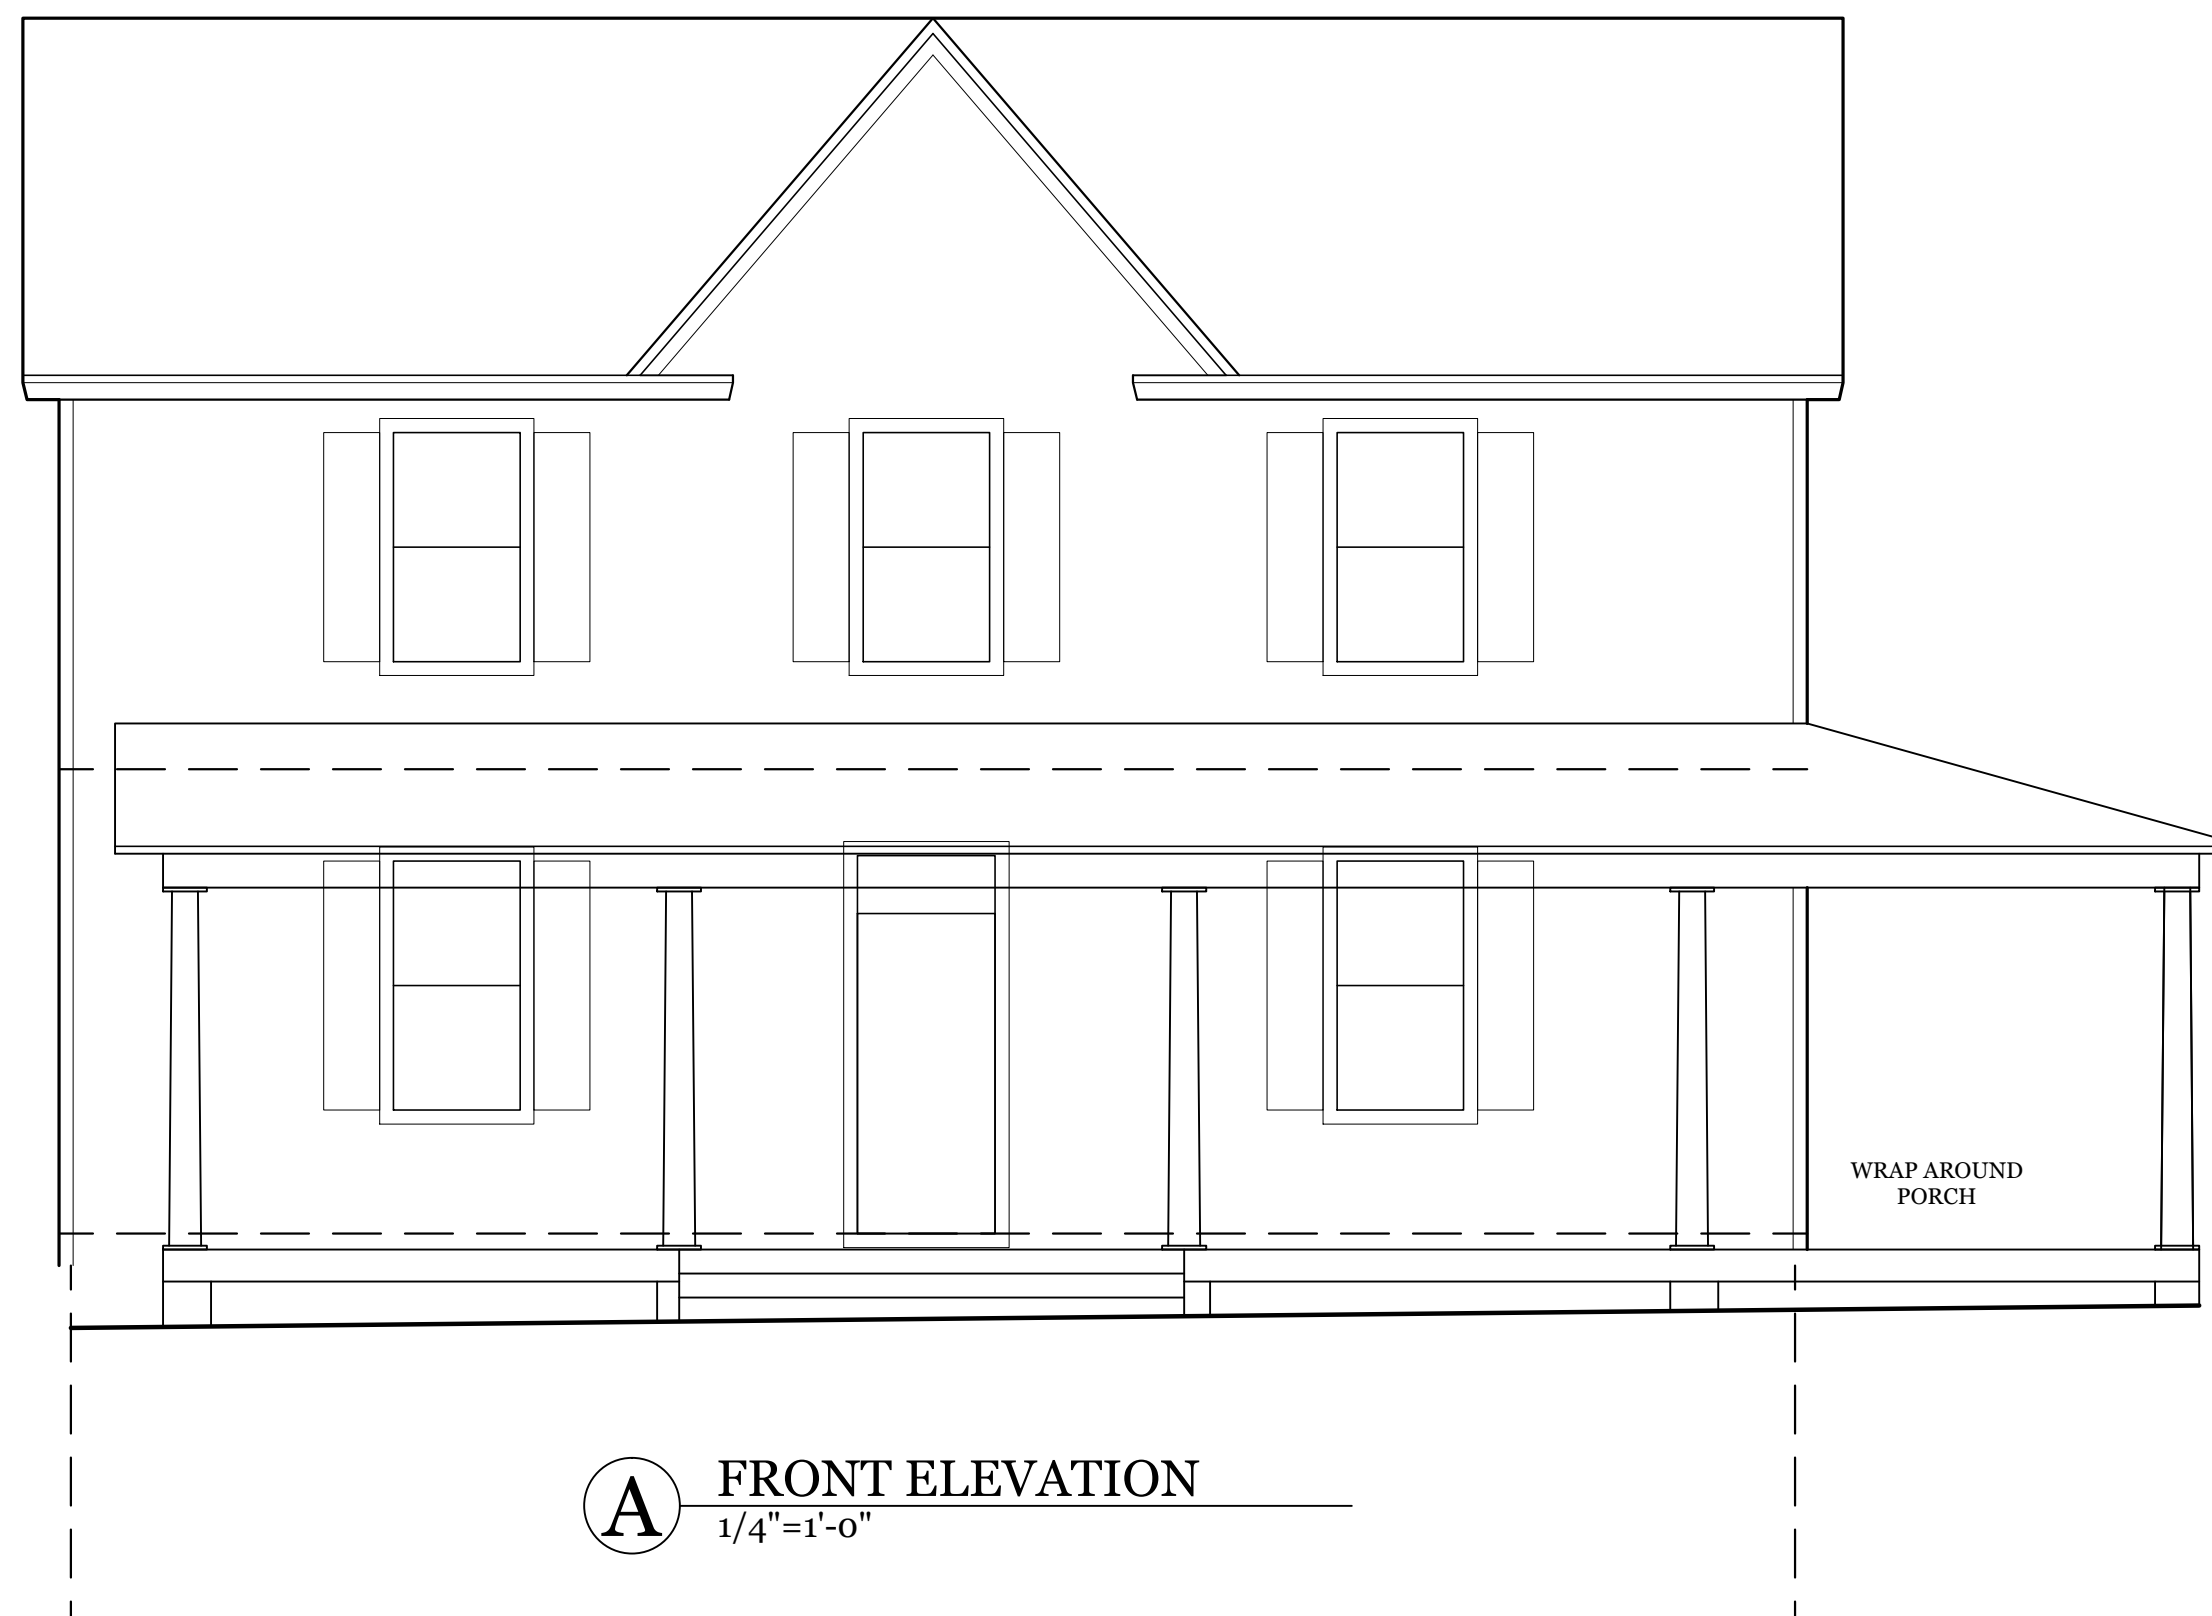 WRAP AROUND
PORCH
A
FRONT ELEVATION
1/4"=1'-0"